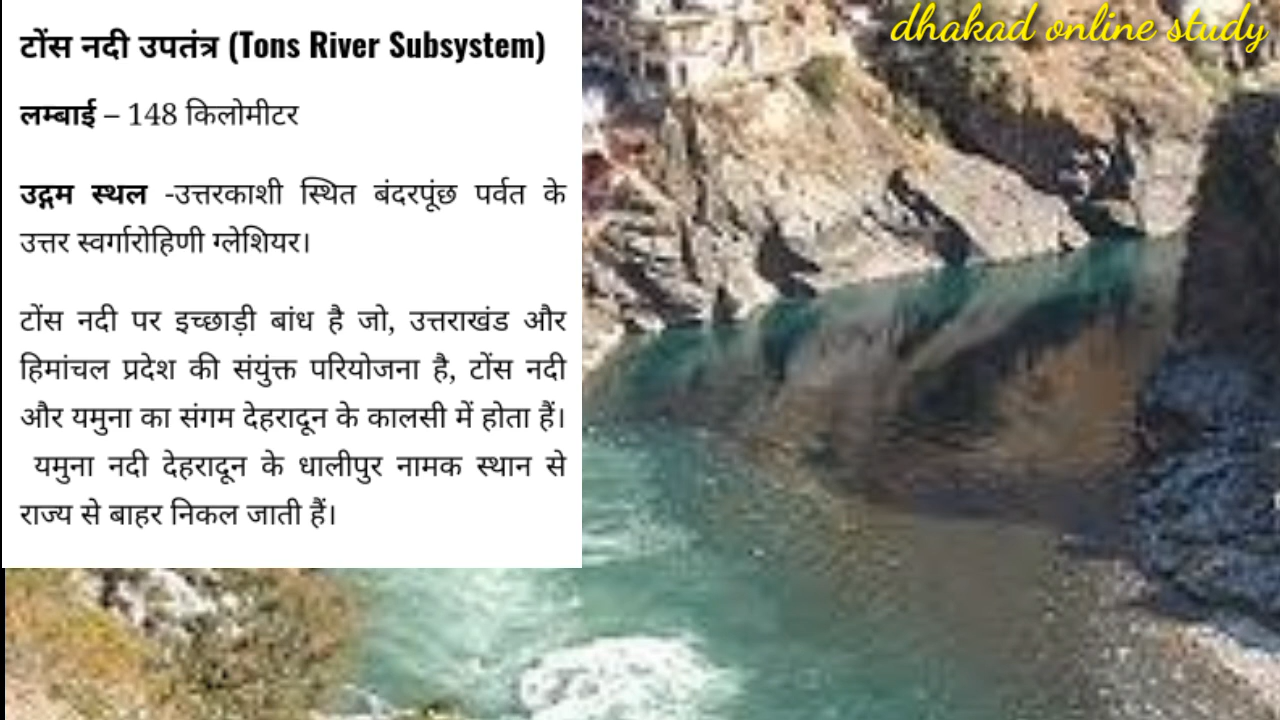 dhakad online study
टोंस नदी उपतंत्र (Tons River Subsystem)
लम्बाई – 148 किलोमीटर
उद्गम स्थल -उत्तरकाशी स्थित बंदरपूंछ पर्वत के
उत्तर स्वर्गारोहिणी ग्लेशियर।
टोंस नदी पर इच्छाड़ी बांध है जो, उत्तराखंड और
हिमांचल प्रदेश की संयुंक्त परियोजना है, टोंस नदी
और यमुना का संगम देहरादून के कालसी में होता हैं।
यमुना नदी देहरादून के धालीपुर नामक स्थान से
राज्य से बाहर निकल जाती हैं।